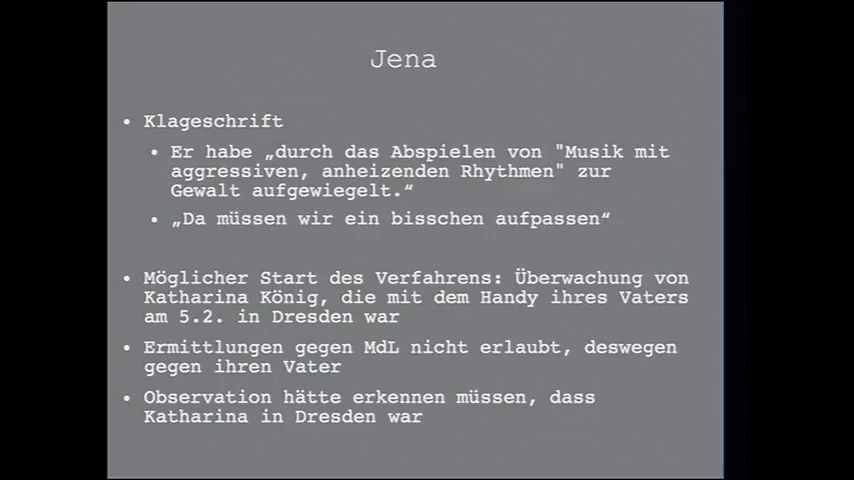 Jena
• Klageschrift
• Er habe „durch das Abspielen von "Musik mit
aggressiven, anheizenden Rhythmen" zur
Gewalt aufgewiegelt.“
• „Da müssen wir ein bisschen aufpassen“
• Möglicher Start des Verfahrens: Überwachung von
Katharina König, die mit dem Handy ihres Vaters
am 5.2. in Dresden war
• Ermittlungen gegen MdL nicht erlaubt, deswegen
gegen ihren Vater
• Observation hätte erkennen müssen, dass
Katharina in Dresden war